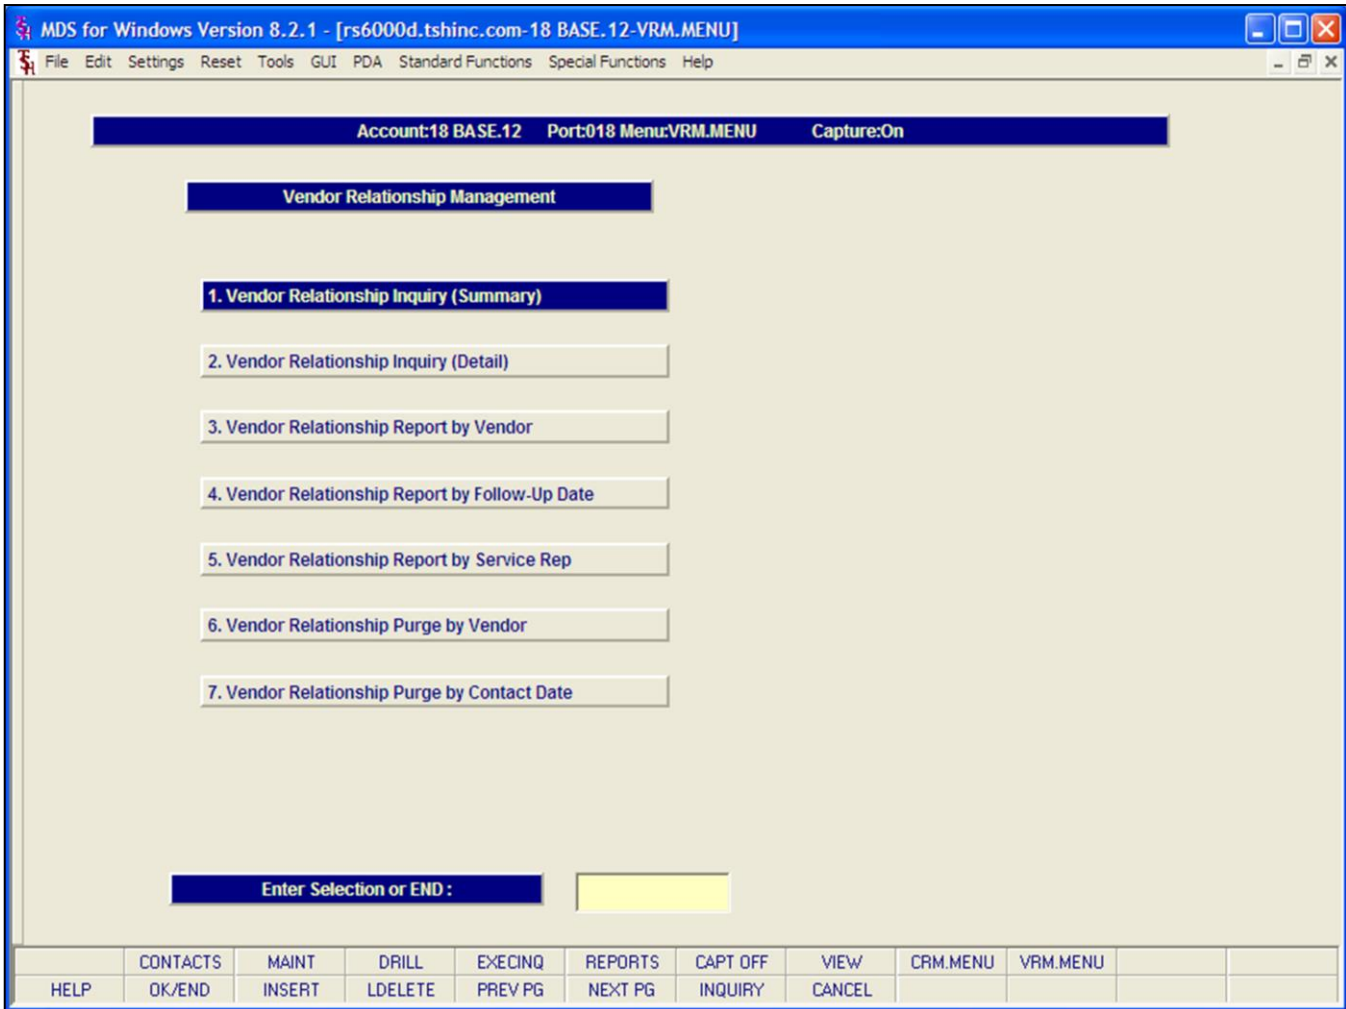 MDS for Windows Version 8.2.1 - [rs6000d.tshinc.com-18 BASE.12-VRM.MENU]
File Edit Settings Reset Tools GUI PDA Standard Functions Special Functions Help
Account:18 BASE.12 Port:018 Menu:VRM.MENU Capture:On
Vendor Relationship Management
1. Vendor Relationship Inquiry (Summary)
2. Vendor Relationship Inquiry (Detail)
3. Vendor Relationship Report by Vendor
4. Vendor Relationship Report by Follow-Up Date
5. Vendor Relationship Report by Service Rep
6. Vendor Relationship Purge by Vendor
7. Vendor Relationship Purge by Contact Date
Enter Selection or END :
CONTACTS MAINT DRILL EXECINQ REPORTS CAPT OFF VIEW CRM.MENU VRM.MENU
HELP OK/END INSERT LDELETE PREV PG NEXT PG INQUIRY CANCEL